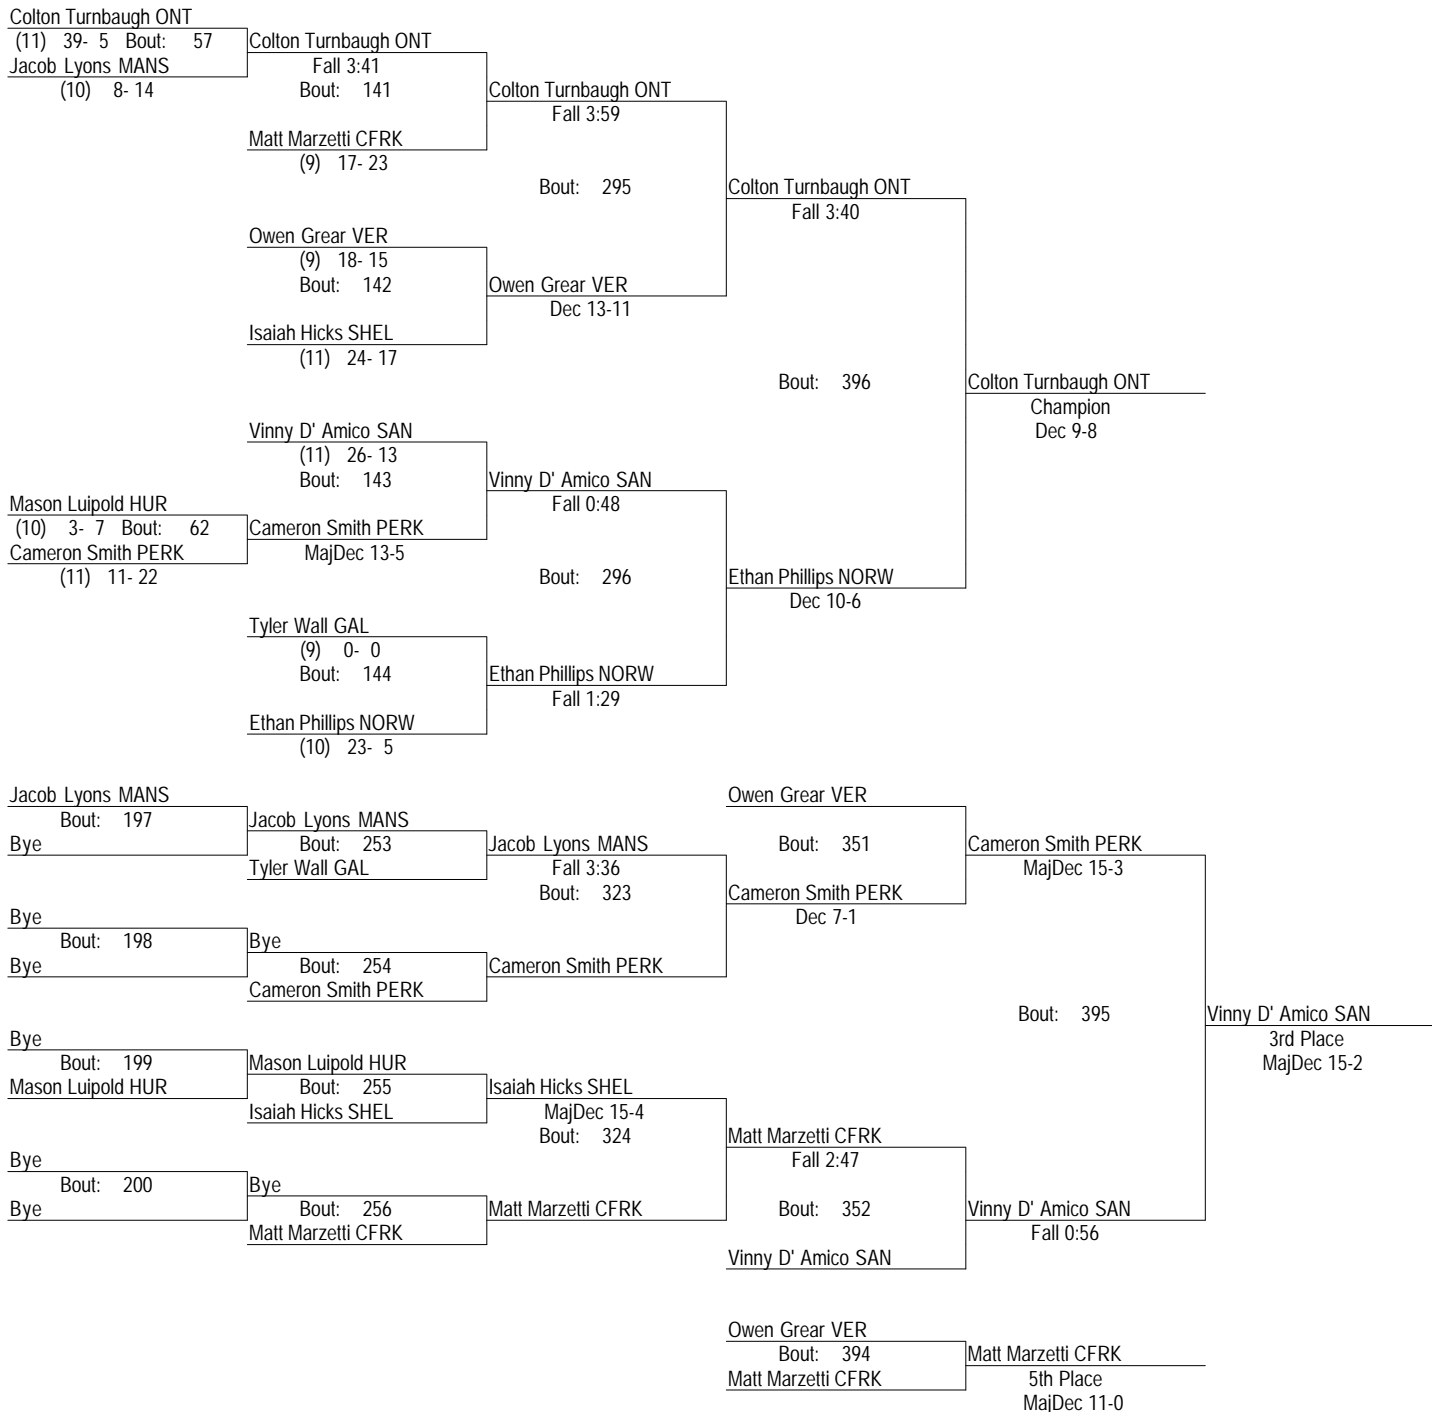 Colton Turnbaugh ONT
(11) 39- 5 Bout: 57
Colton Turnbaugh ONT
Jacob Lyons MANS
Fall 3:41
(10) 8- 14
Bout: 141
Colton Turnbaugh ONT
Fall 3:59
Matt Marzetti CFRK
(9) 17- 23
Bout: 295
Colton Turnbaugh ONT
Fall 3:40
Owen Grear VER
(9) 18- 15
Bout: 142
Owen Grear VER
Dec 13-11
Isaiah Hicks SHEL
(11) 24- 17
Bout: 396
Colton Turnbaugh ONT
Champion
Dec 9-8
Vinny D' Amico SAN
(11) 26- 13
Bout: 143
Vinny D' Amico SAN
Fall 0:48
Mason Luipold HUR
(10) 3- 7 Bout: 62
Cameron Smith PERK
Cameron Smith PERK
MajDec 13-5
(11) 11- 22
Bout: 296
Ethan Phillips NORW
Dec 10-6
Tyler Wall GAL
(9) 0- 0
Bout: 144
Ethan Phillips NORW
Fall 1:29
Ethan Phillips NORW
(10) 23- 5
Jacob Lyons MANS
Owen Grear VER
Bout: 197
Jacob Lyons MANS
Bye
Bout: 253
Jacob Lyons MANS
Bout: 351
Cameron Smith PERK
Tyler Wall GAL
Fall 3:36
MajDec 15-3
Bout: 323
Cameron Smith PERK
Dec 7-1
Bye
Bout: 198
Bye
Bye
Bout: 254
Cameron Smith PERK
Cameron Smith PERK
Bout: 395
Vinny D' Amico SAN
3rd Place
MajDec 15-2
Bye
Bout: 199
Mason Luipold HUR
Mason Luipold HUR
Bout: 255
Isaiah Hicks SHEL
Isaiah Hicks SHEL
MajDec 15-4
Bout: 324
Matt Marzetti CFRK
Fall 2:47
Bye
Bout: 200
Bye
Bye
Bout: 256
Matt Marzetti CFRK
Bout: 352
Vinny D' Amico SAN
Matt Marzetti CFRK
Fall 0:56
Vinny D' Amico SAN
Owen Grear VER
Bout: 394
Matt Marzetti CFRK
Matt Marzetti CFRK
5th Place
MajDec 11-0